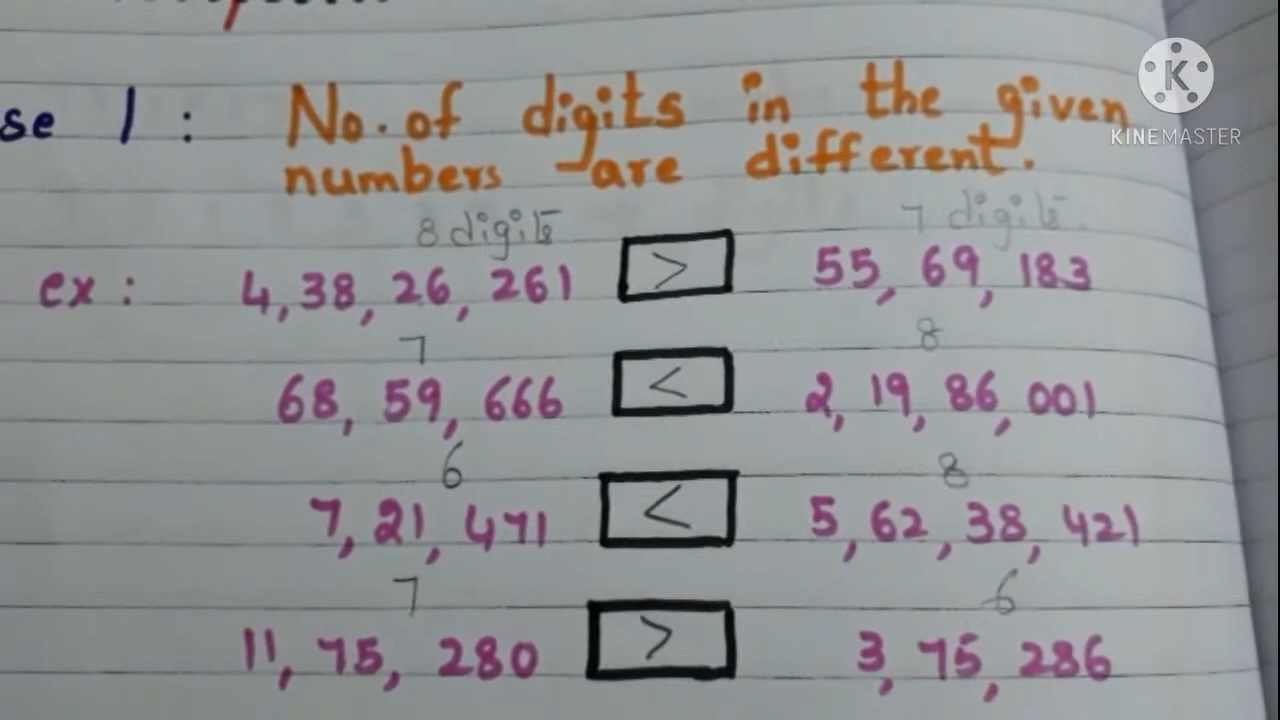 se 1 : No. of digits in the given
numbers are different.
8 digits 7 digits.
ex : 4,38,26,261 > 55,69,183
7 8
68,59,666 < 2,19,86,001
6 8
7,21,471 < 5,62,38,421
7 6
11,75,280 > 3,75,286
K
KINEMASTER